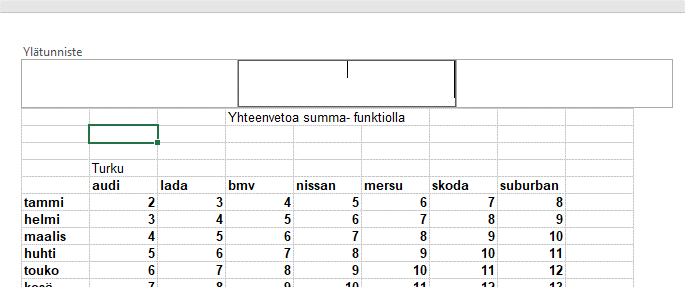 Ylätunniste
Yhteenvetoa summa- funktiolla
Turku
audi lada bmv nissan mersu skoda suburban
tammi 2 3 4 5 6 7 8
helmi 3 4 5 6 7 8 9
maalis 4 5 6 7 8 9 10
huhti 5 6 7 8 9 10 11
touko 6 7 8 9 10 11 12
kesä 7 8 9 10 11 12 13